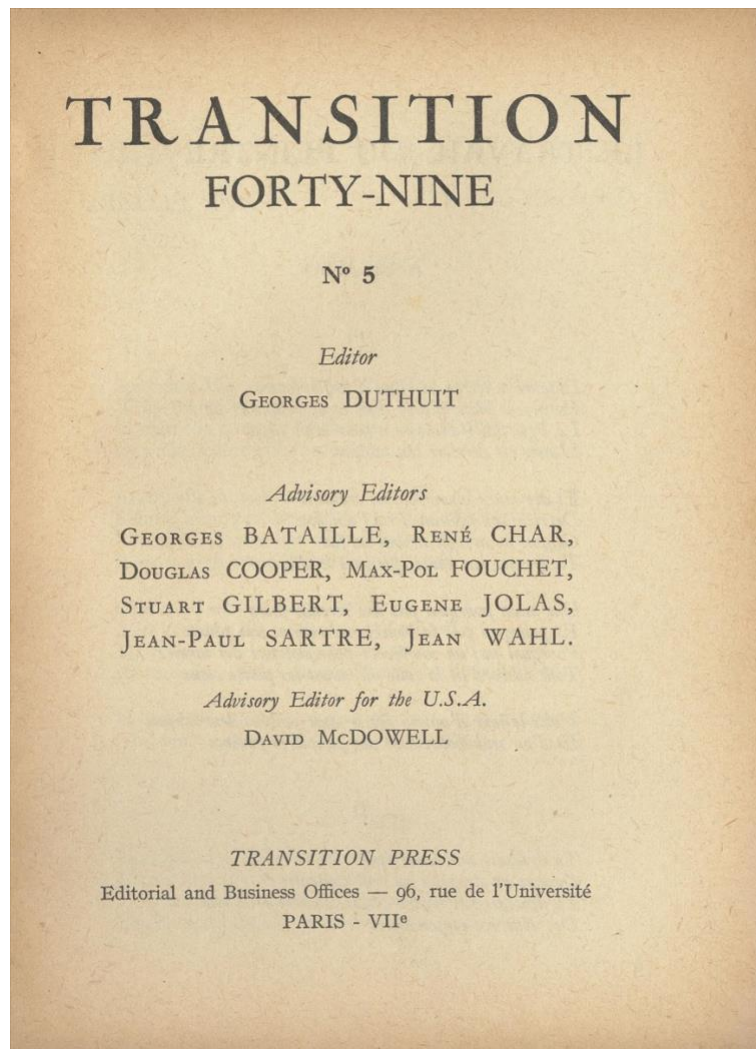 TRANSITION
FORTY-NINE
Nº 5
Editor
GEORGES DUTHUIT
Advisory Editors
GEORGES BATAILLE, RENÉ CHAR,
DOUGLAS COOPER, MAX-POL FOUCHET,
STUART GILBERT, EUGENE JOLAS,
JEAN-PAUL SARTRE, JEAN WAHL.
Advisory Editor for the U.S.A.
DAVID McDOWELL
TRANSITION PRESS
Editorial and Business Offices — 96, rue de l'Université
PARIS - VIIᵉ